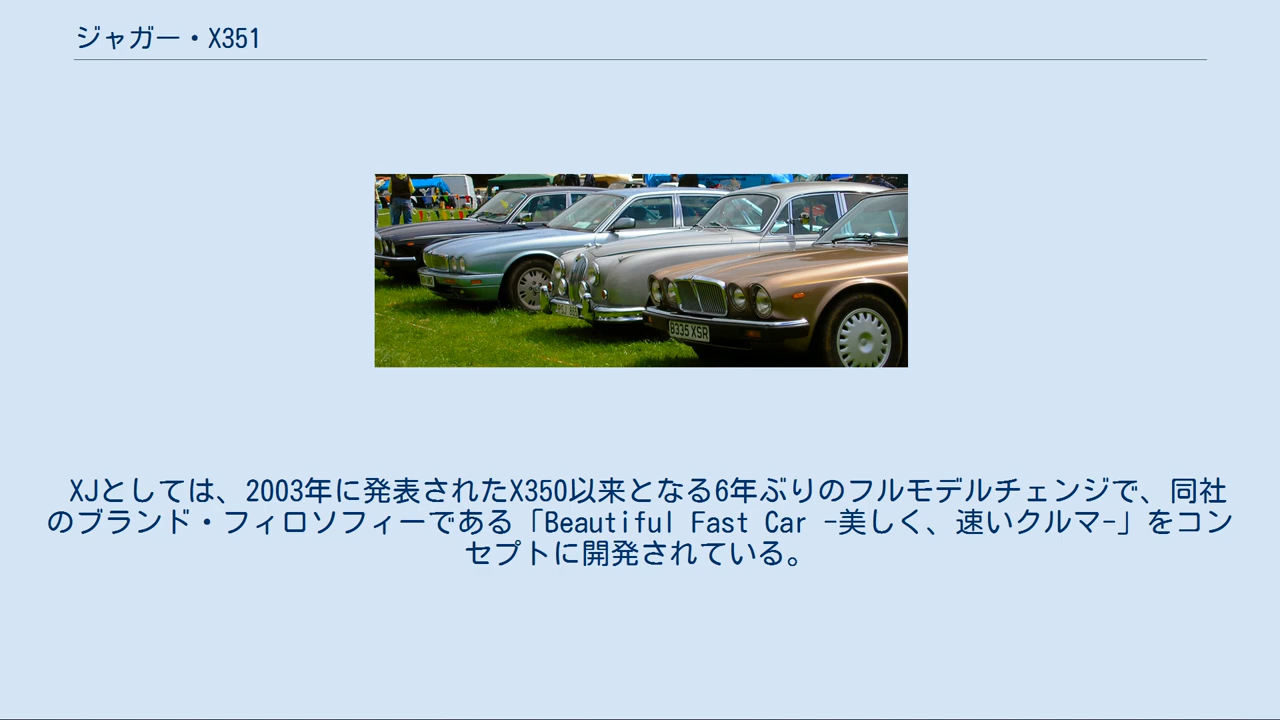 ジャガー・X351
B335 XSR
XJとしては、2003年に発表されたX350以来となる6年ぶりのフルモデルチェンジで、同社
のブランド・フィロソフィーである「Beautiful Fast Car -美しく、速いクルマ-」をコン
セプトに開発されている。